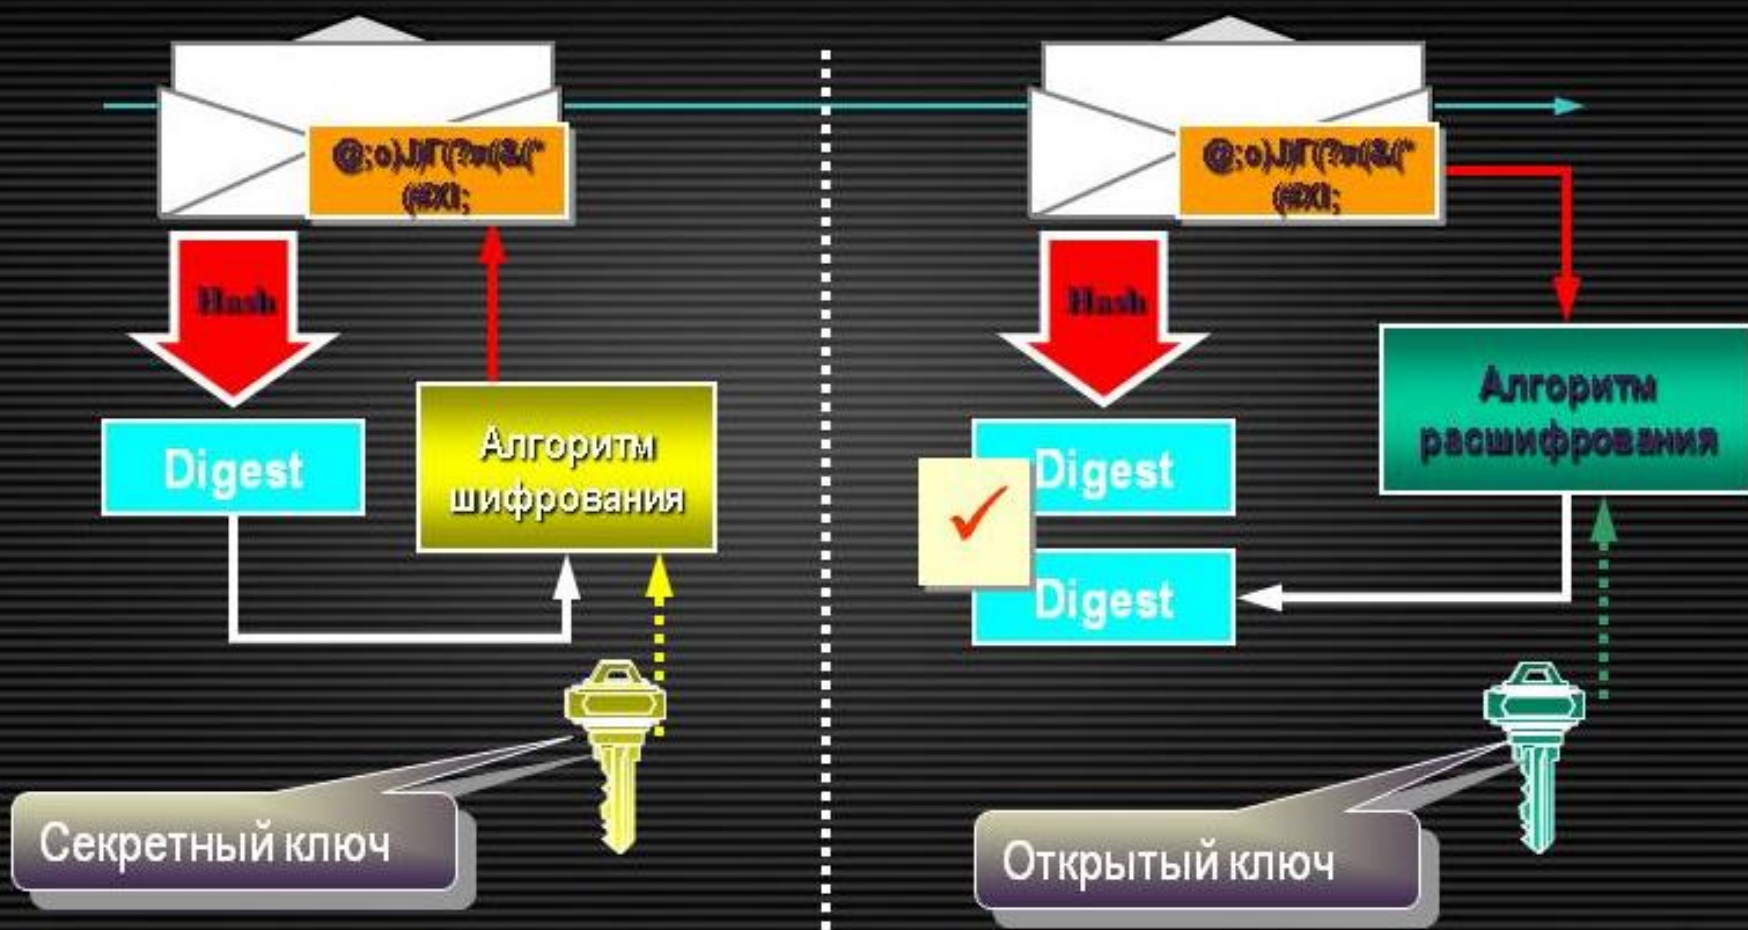 @;o)
@;o)
Hash
Hash
Digest
Алгоритм
шифрования
Digest
Digest
Алгоритм
расшифрования
Секретный ключ
Открытый ключ